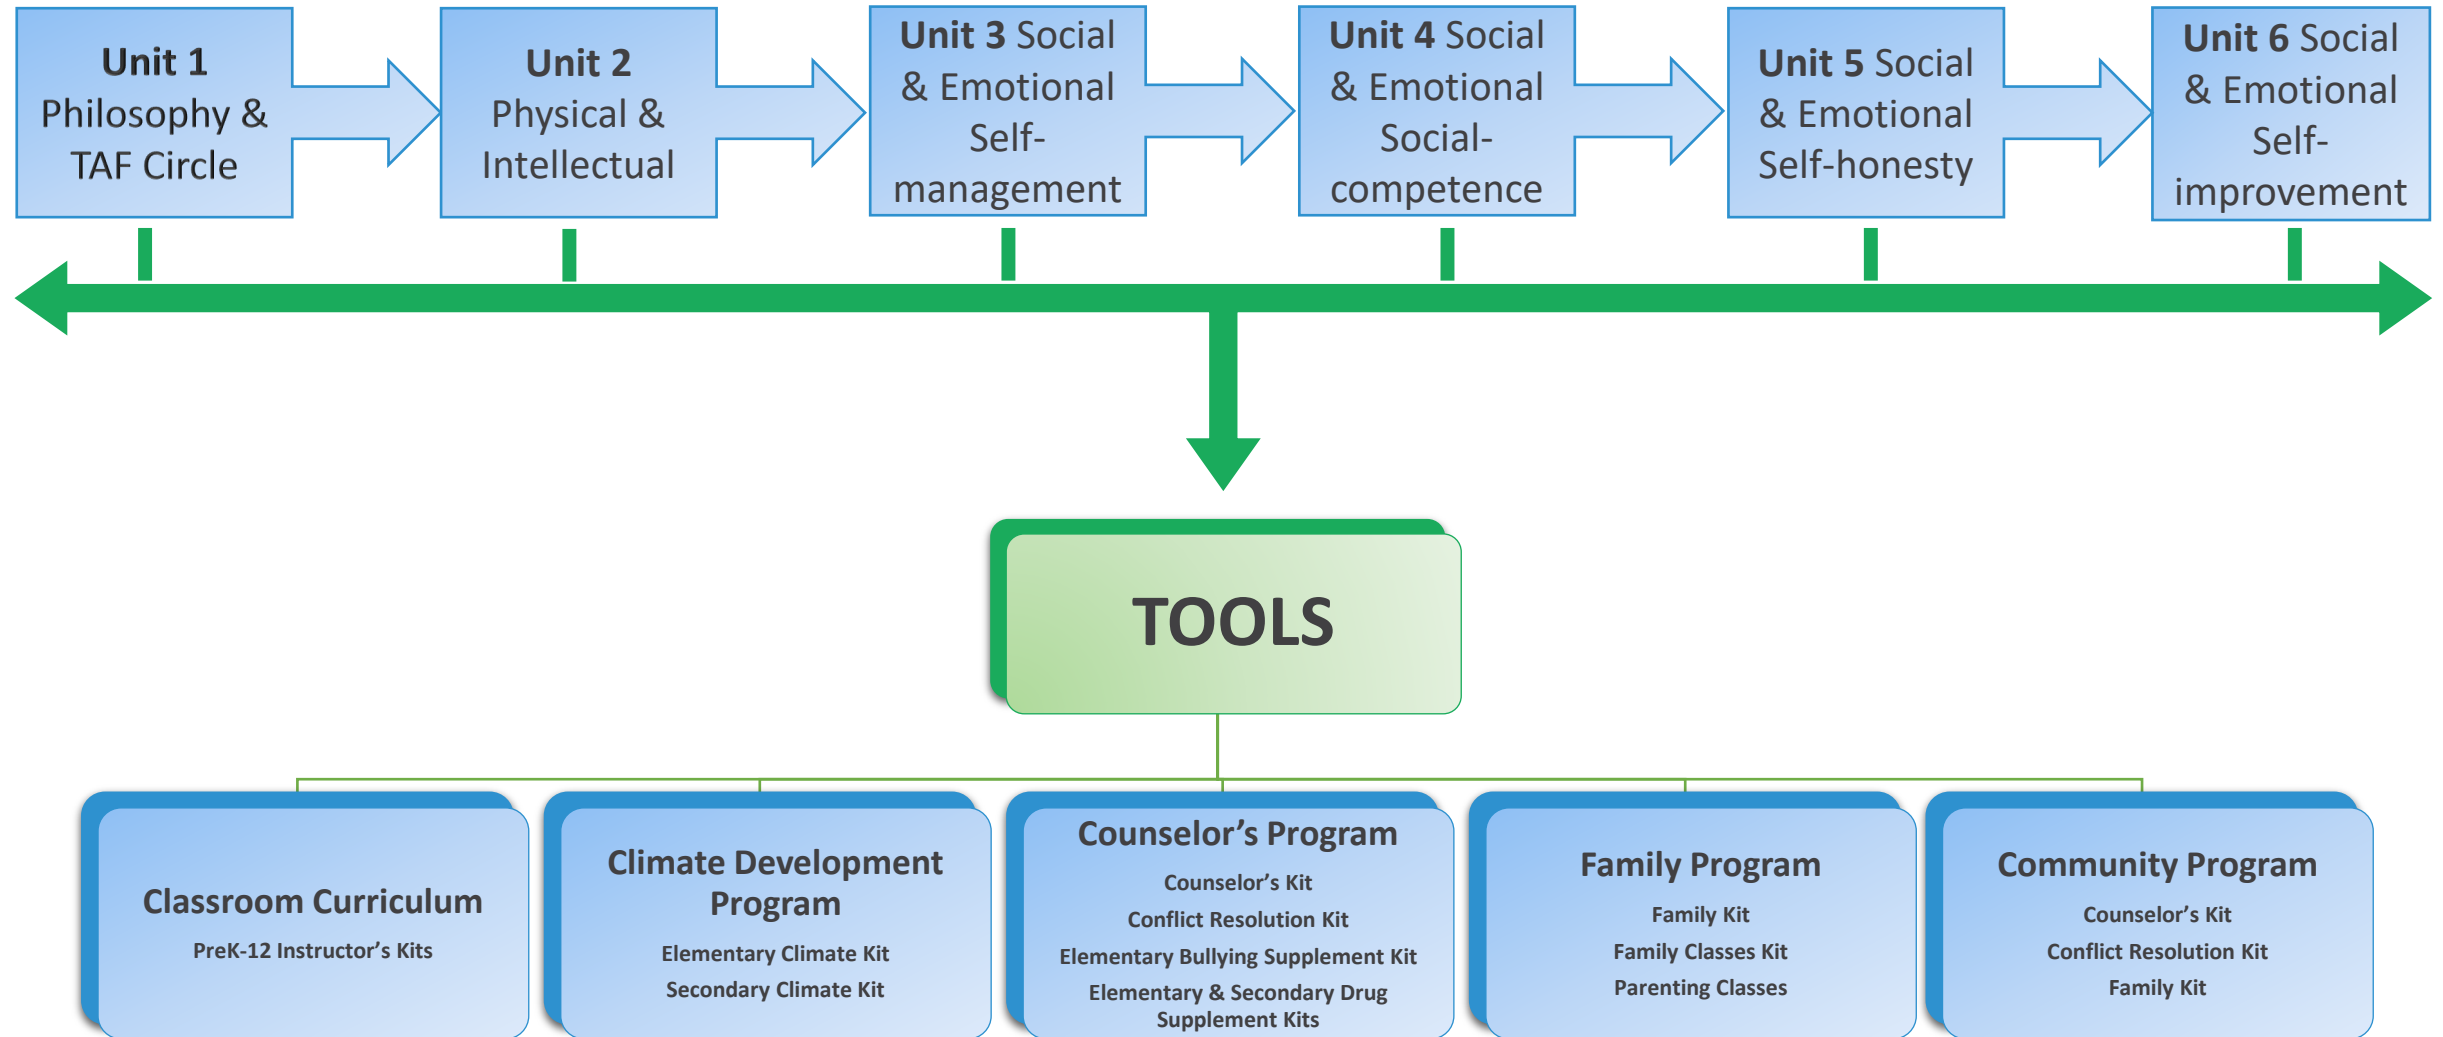 Unit 1
Philosophy &
TAF Circle
Unit 2
Physical &
Intellectual
Unit 3 Social
& Emotional
Self-
management
Unit 4 Social
& Emotional
Social-
competence
Unit 5 Social
& Emotional
Self-honesty
Unit 6 Social
& Emotional
Self-
improvement
TOOLS
Classroom Curriculum
PreK-12 Instructor’s Kits
Climate Development
Program
Elementary Climate Kit
Secondary Climate Kit
Counselor’s Program
Counselor’s Kit
Conflict Resolution Kit
Elementary Bullying Supplement Kit
Elementary & Secondary Drug
Supplement Kits
Family Program
Family Kit
Family Classes Kit
Parenting Classes
Community Program
Counselor’s Kit
Conflict Resolution Kit
Family Kit